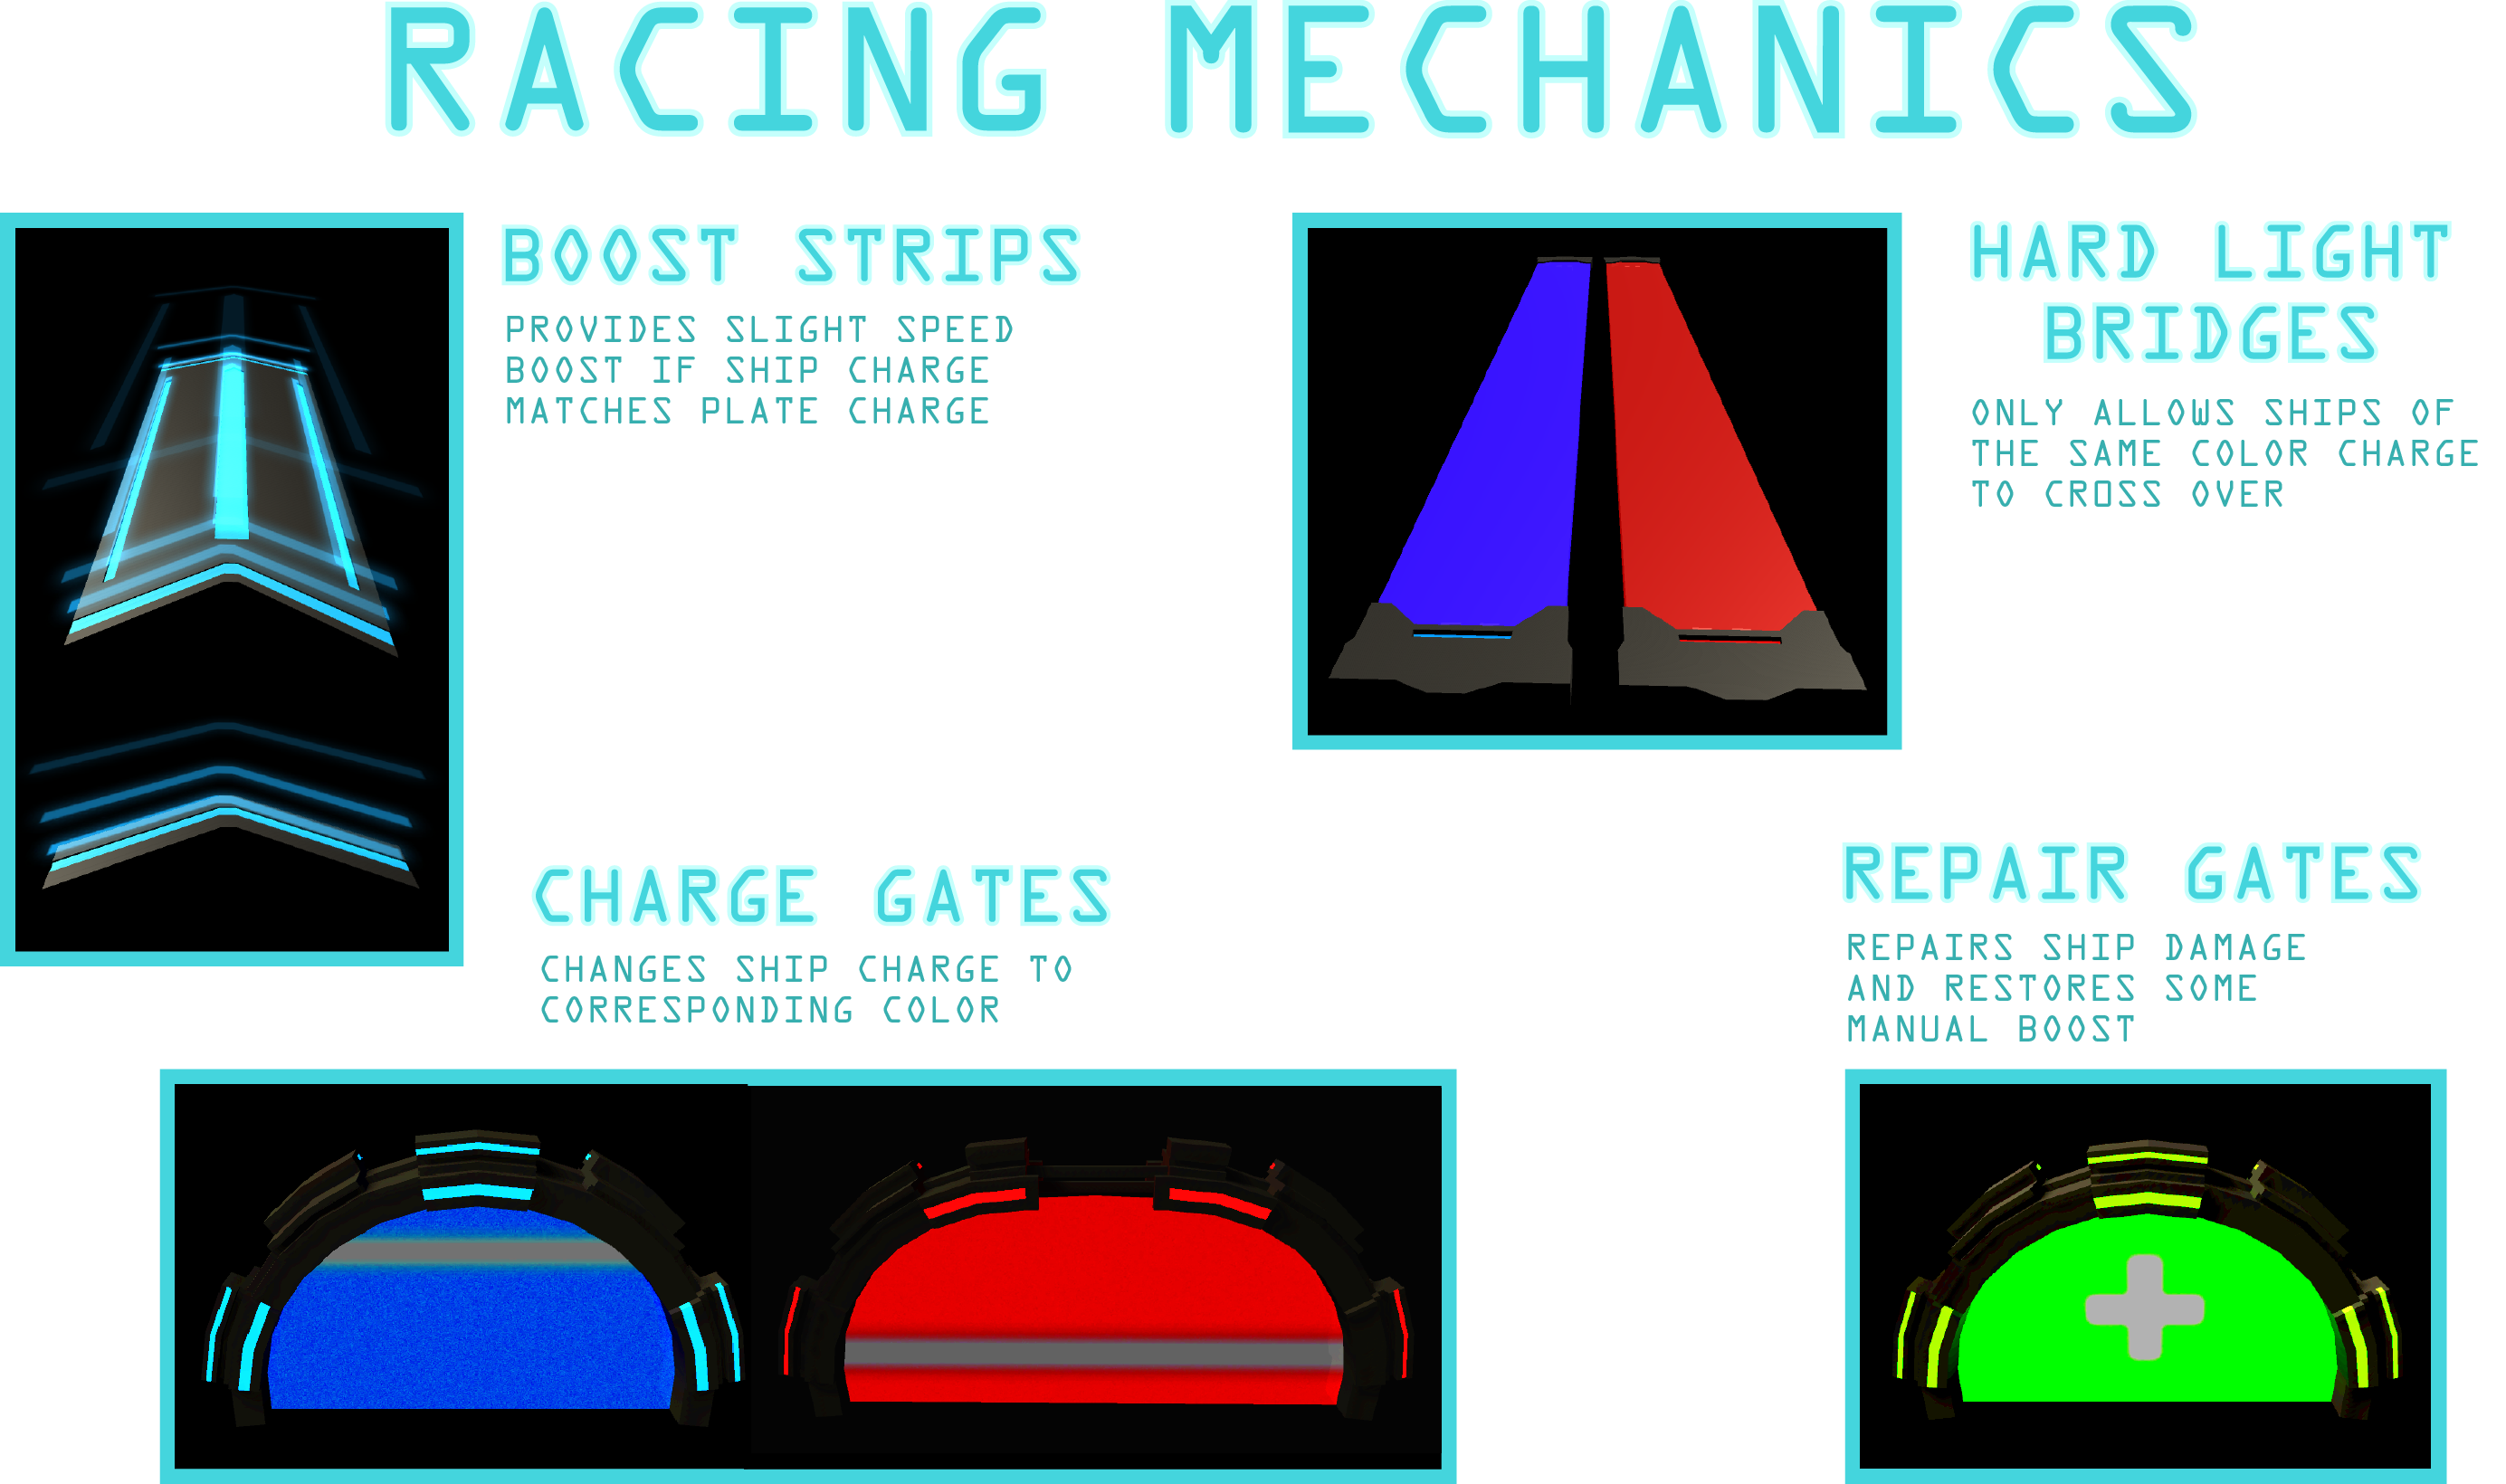 RACING MECHANICS
BOOST STRIPS
PROVIDES SLIGHT SPEED
BOOST IF SHIP CHARGE
MATCHES PLATE CHARGE
HARD LIGHT
BRIDGES
ONLY ALLOWS SHIPS OF
THE SAME COLOR CHARGE
TO CROSS OVER
CHARGE GATES
CHANGES SHIP CHARGE TO
CORRESPONDING COLOR
REPAIR GATES
REPAIRS SHIP DAMAGE
AND RESTORES SOME
MANUAL BOOST